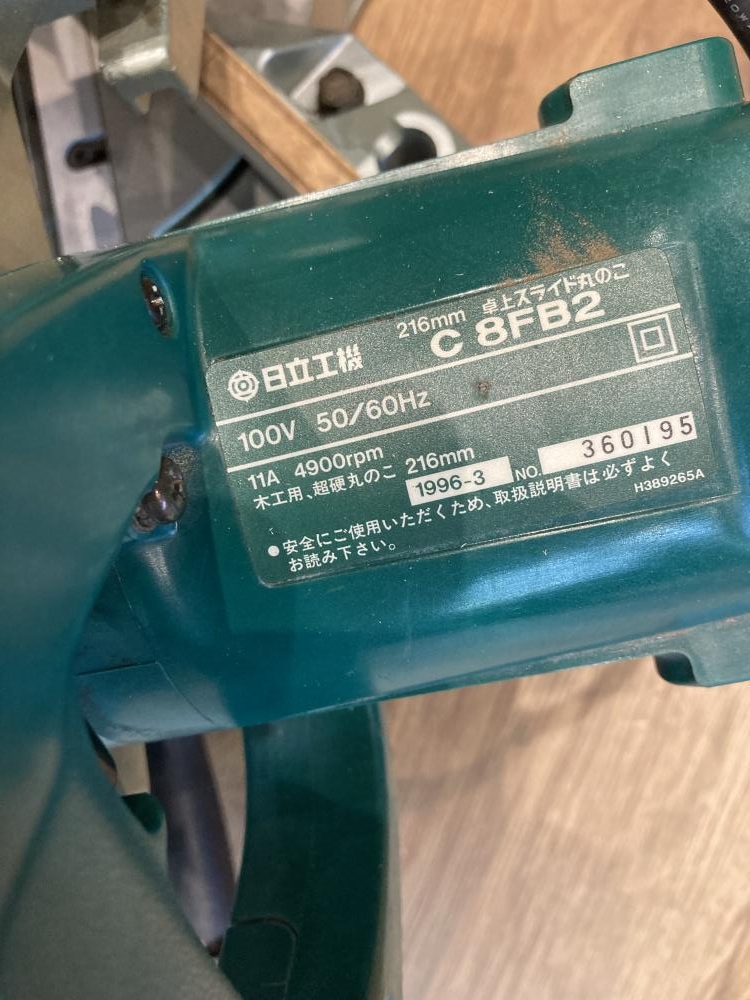 216mm 卓上スライド丸のこ
日立工機 C 8FB2
100V 50/60Hz
11A 4900rpm
木工用、超硬丸のこ 216mm
1996-3 NO. 360195
●安全にご使用いただくため、取扱説明書は必ずよく
お読み下さい。
H389265A